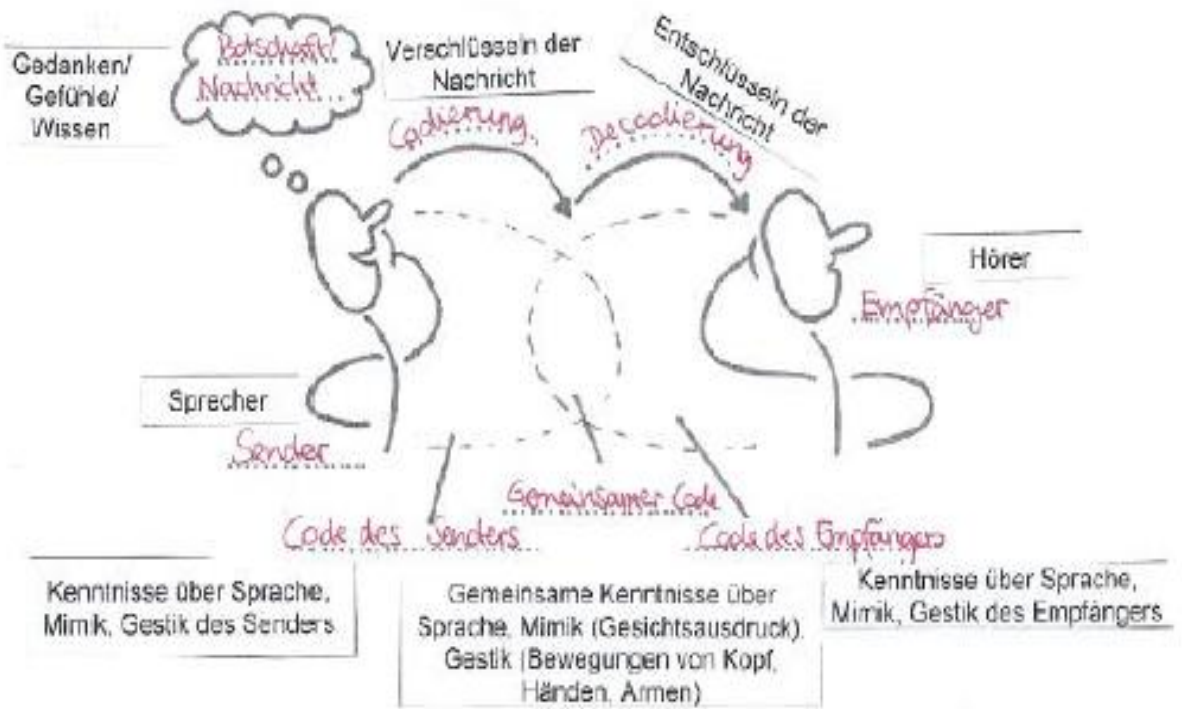 Gedanken/
Gefühle/
Wissen
Botschaft/
Nachricht
Verschlüsseln der
Nachricht
Codierung
Entschlüsseln der
Nachricht
Decodierung
Hörer
Empfänger
Sprecher
Sender
Gemeinsamer Code
Code des Senders
Code des Empfängers
Kenntnisse über Sprache,
Mimik, Gestik des Senders
Gemeinsame Kenntnisse über
Sprache, Mimik (Gesichtsausdruck),
Gestik (Bewegungen von Kopf,
Händen, Armen)
Kenntnisse über Sprache,
Mimik, Gestik des Empfängers